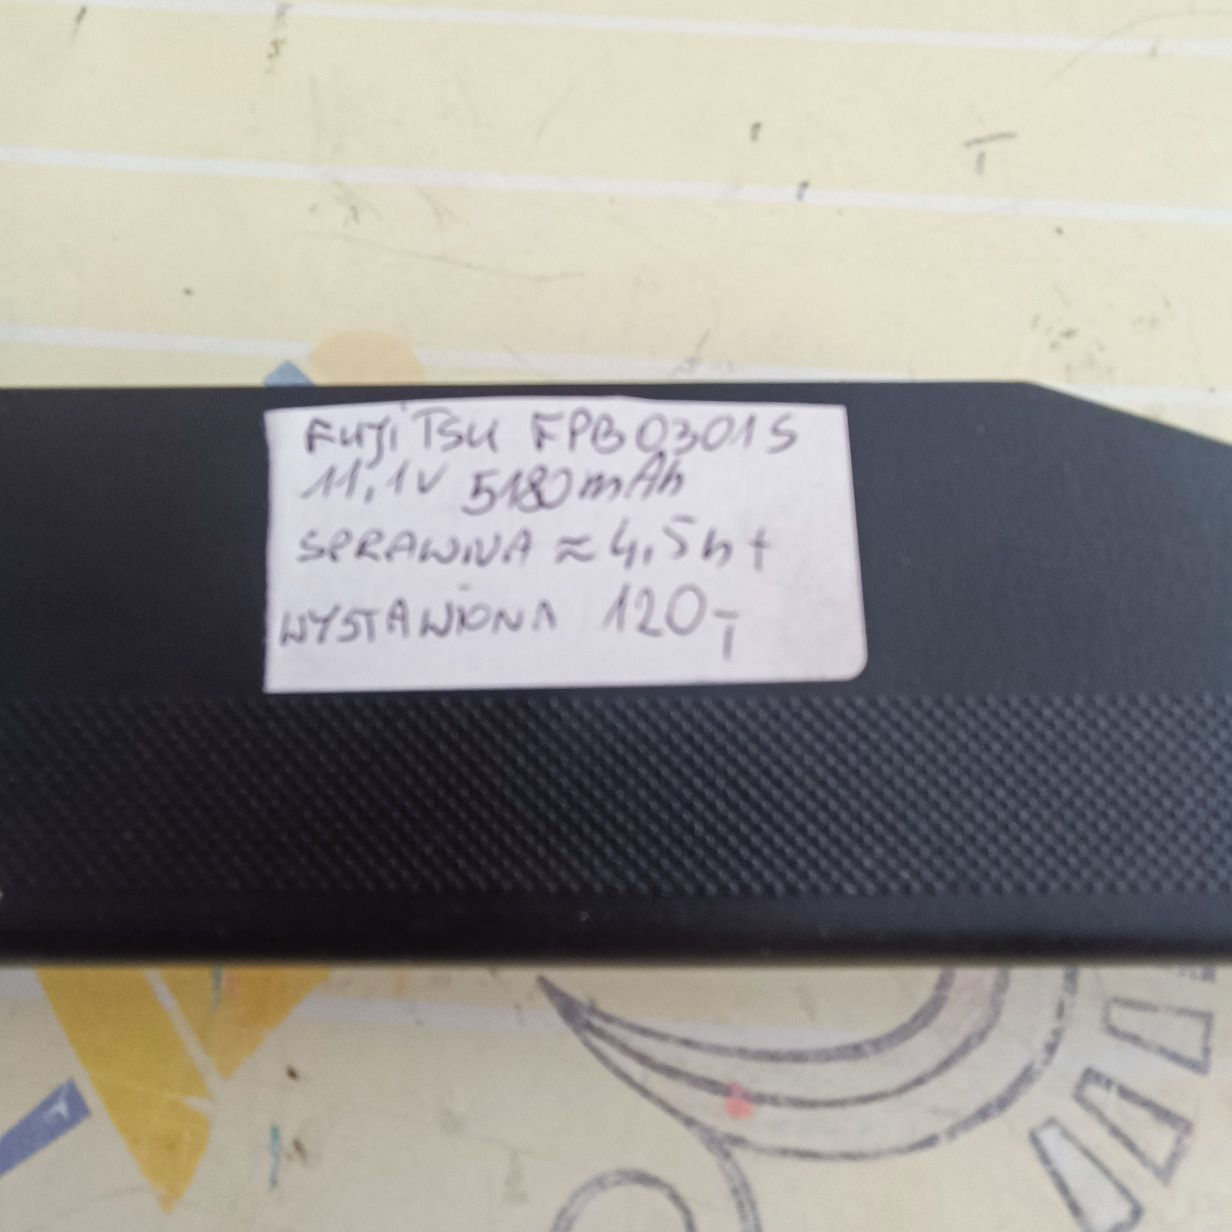 FUJiTSU FPB0301S
11,1V 5180mAh
SPRAWNA ≈ 4,5h +
WYSTAWIONA 120,-